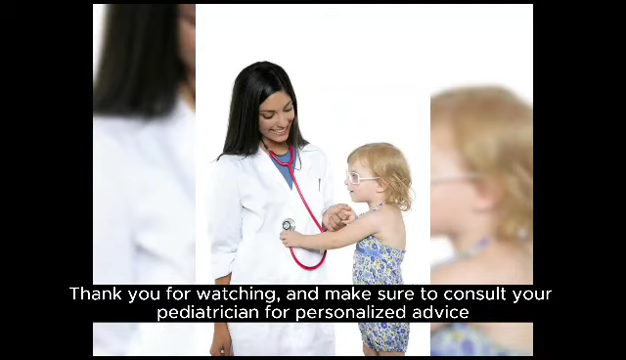 Thank you for watching, and make sure to consult your
pediatrician for personalized advice